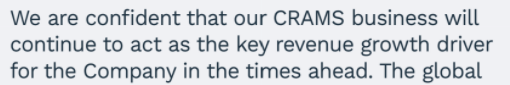 We are confident that our CRAMS business will
continue to act as the key revenue growth driver
for the Company in the times ahead. The global